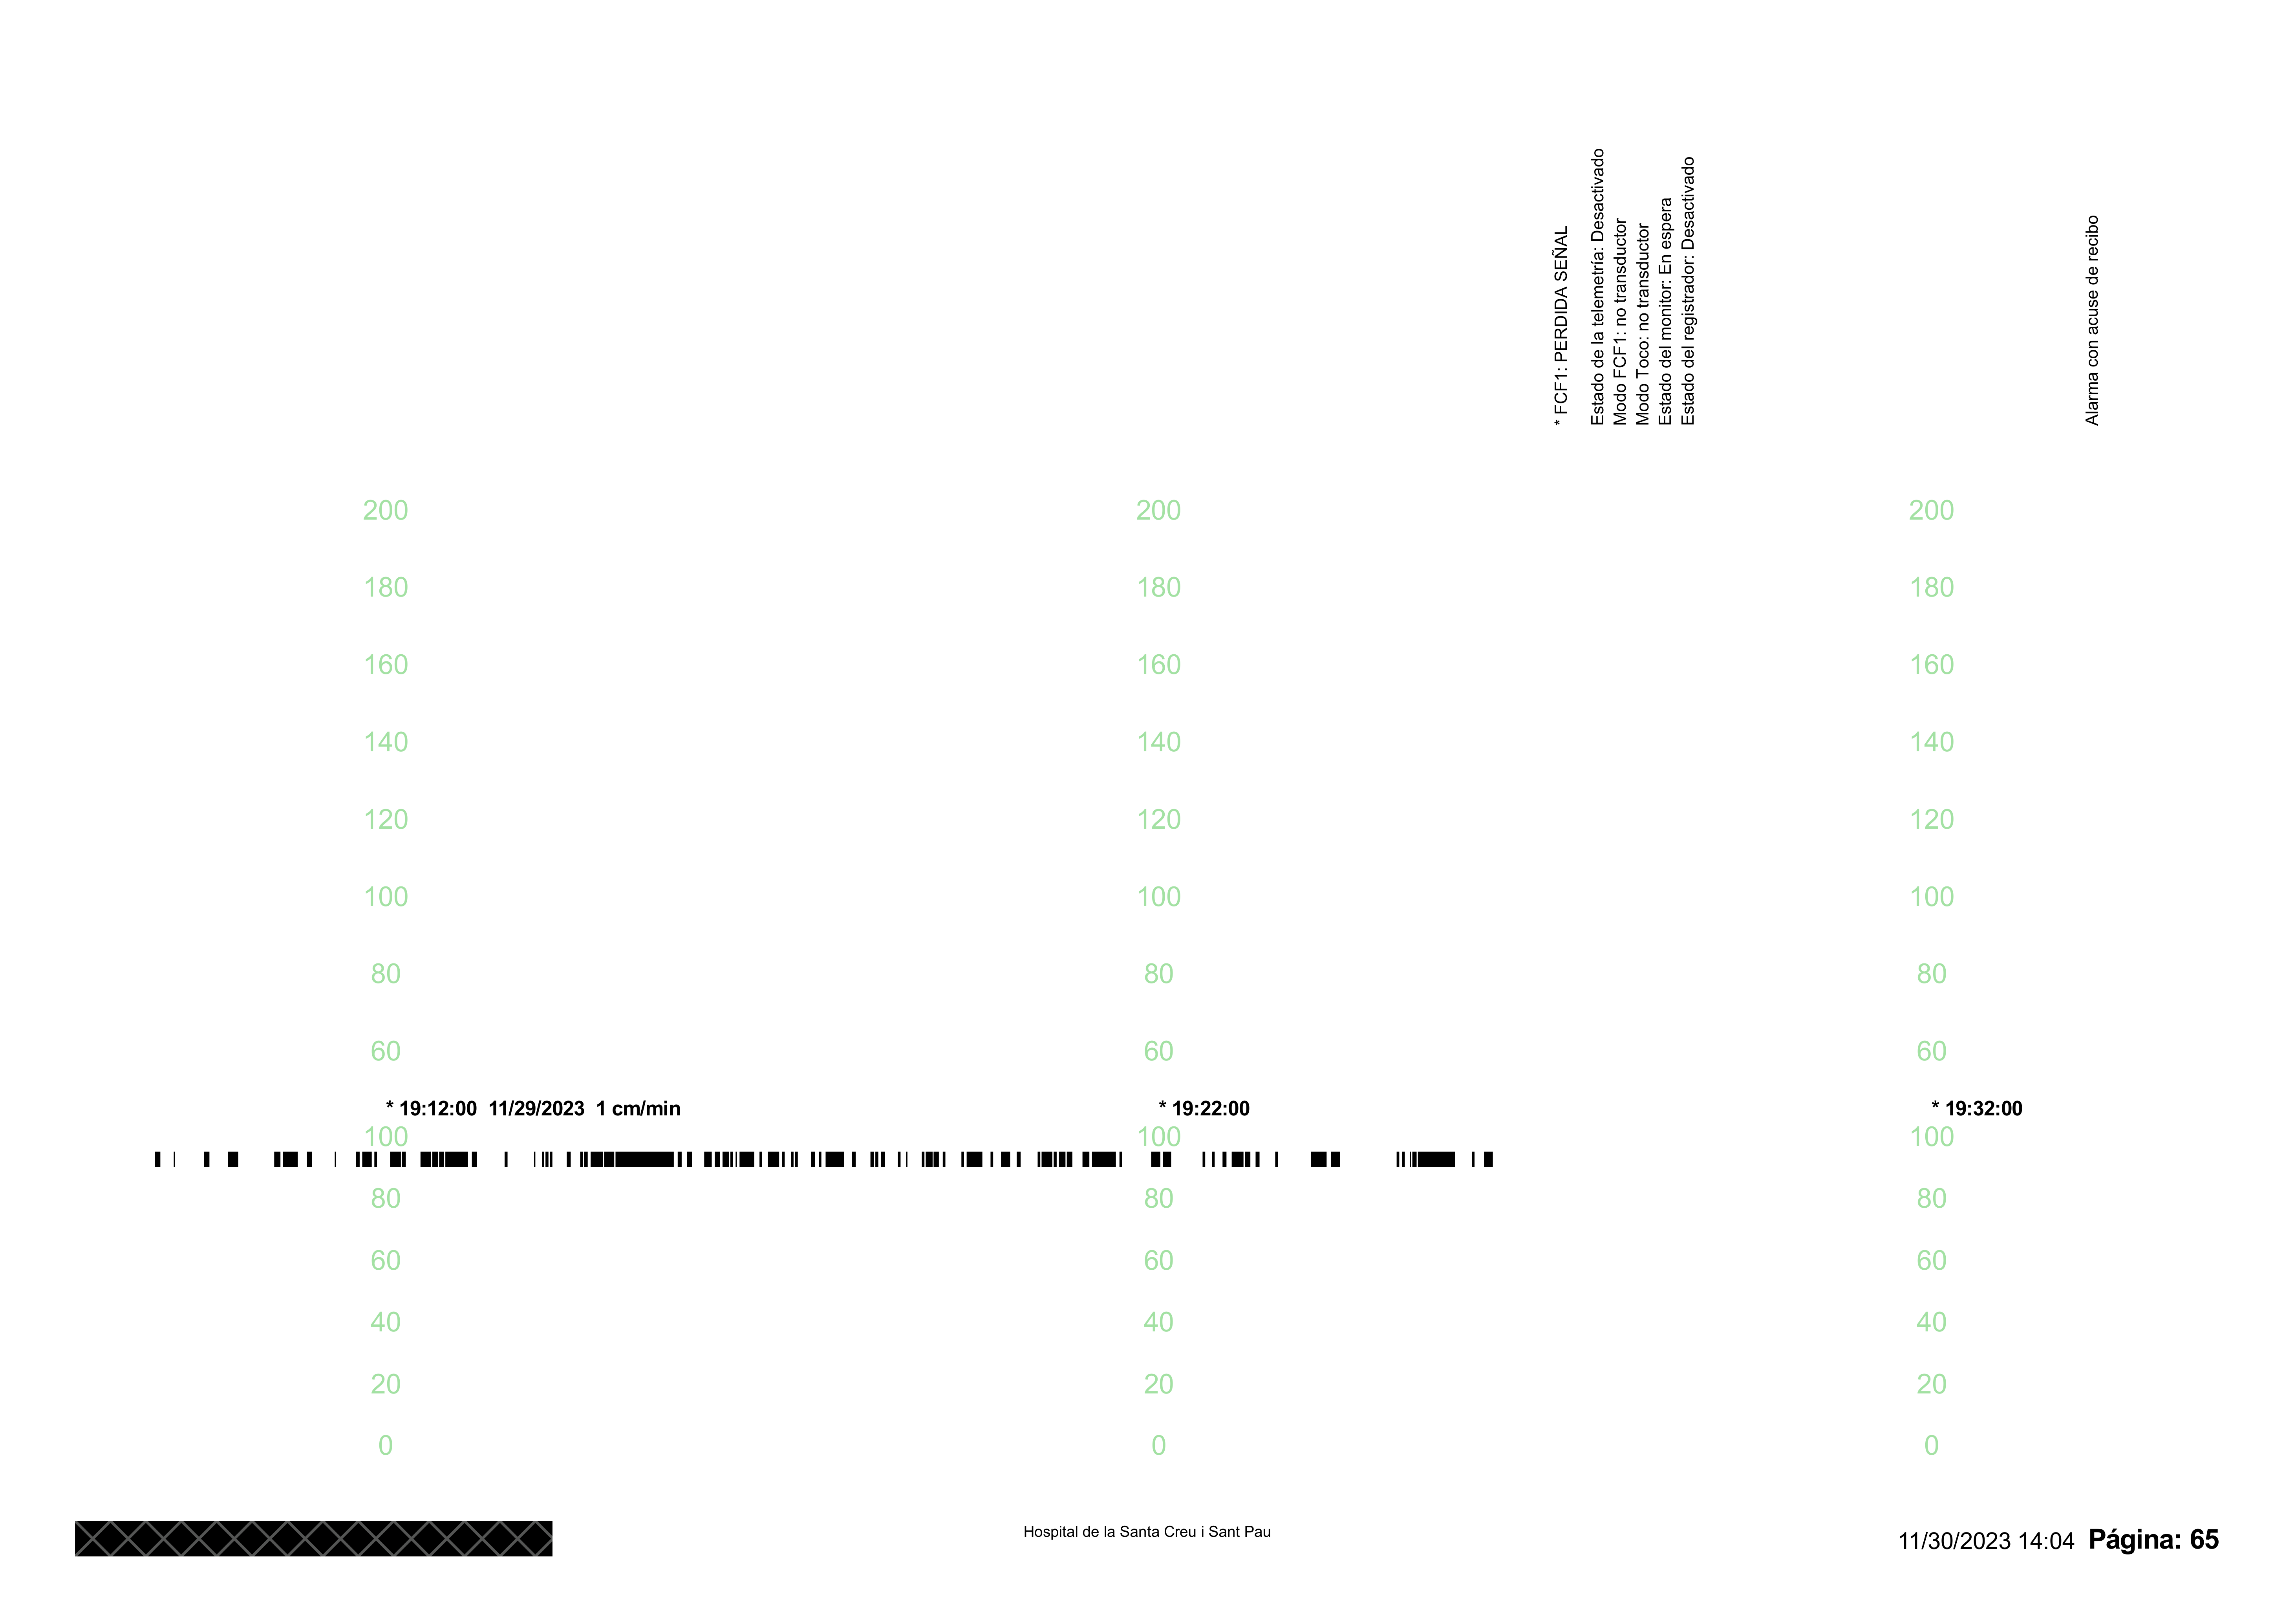 * FCF1: PERDIDA SEÑAL
Estado de la telemetría: Desactivado
Modo FCF1: no transductor
Modo Toco: no transductor
Estado del monitor: En espera
Estado del registrador: Desactivado
Alarma con acuse de recibo
200 200 200
180 180 180
160 160 160
140 140 140
120 120 120
100 100 100
80 80 80
60 60 60
* 19:12:00 11/29/2023 1 cm/min * 19:22:00 * 19:32:00
100 100 100
80 80 80
60 60 60
40 40 40
20 20 20
0 0 0
Hospital de la Santa Creu i Sant Pau
11/30/2023 14:04 Página: 65